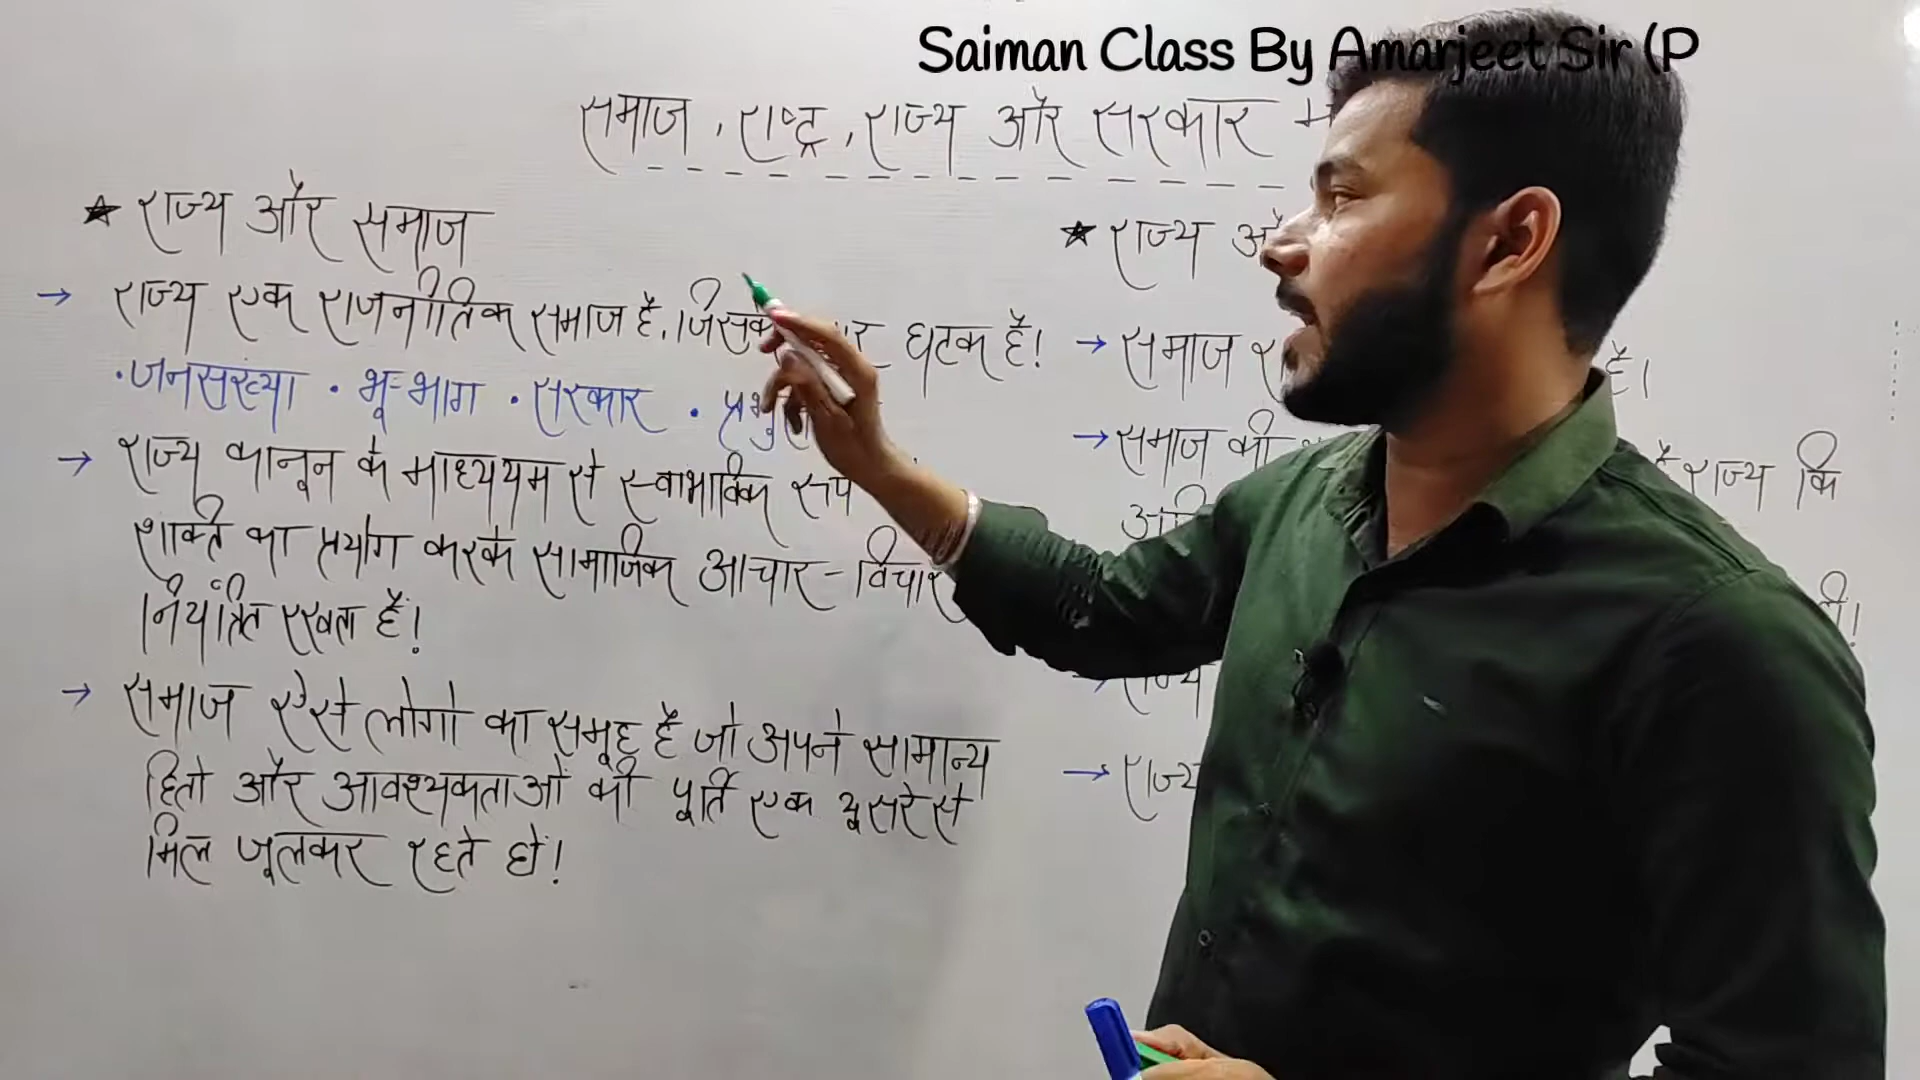 Saiman Class By Amarjeet Sir (P
समाज, राष्ट्र, राज्य और सरकार
★ राज्य और समाज
→ राज्य एक राजनीतिक समाज है, जिसके घटक है!
· जनसंख्या · भू-भाग · सरकार ·
→ राज्य कानून के माध्ययम से स्वाभाविक रूप
शक्ति का प्रयोग करके सामाजिक आचार-विचार
नियंत्रित रखता है!
→ समाज ऐसे लोगो का समूह है जो अपने सामान्य
हितो और आवश्यकताओं की पूर्ति एक दूसरे से
मिल जूलकर रहते हो!
★ राज्य
→ समाज है।
→ समाज की राज्य कि
→ राज्य
→ राज्य